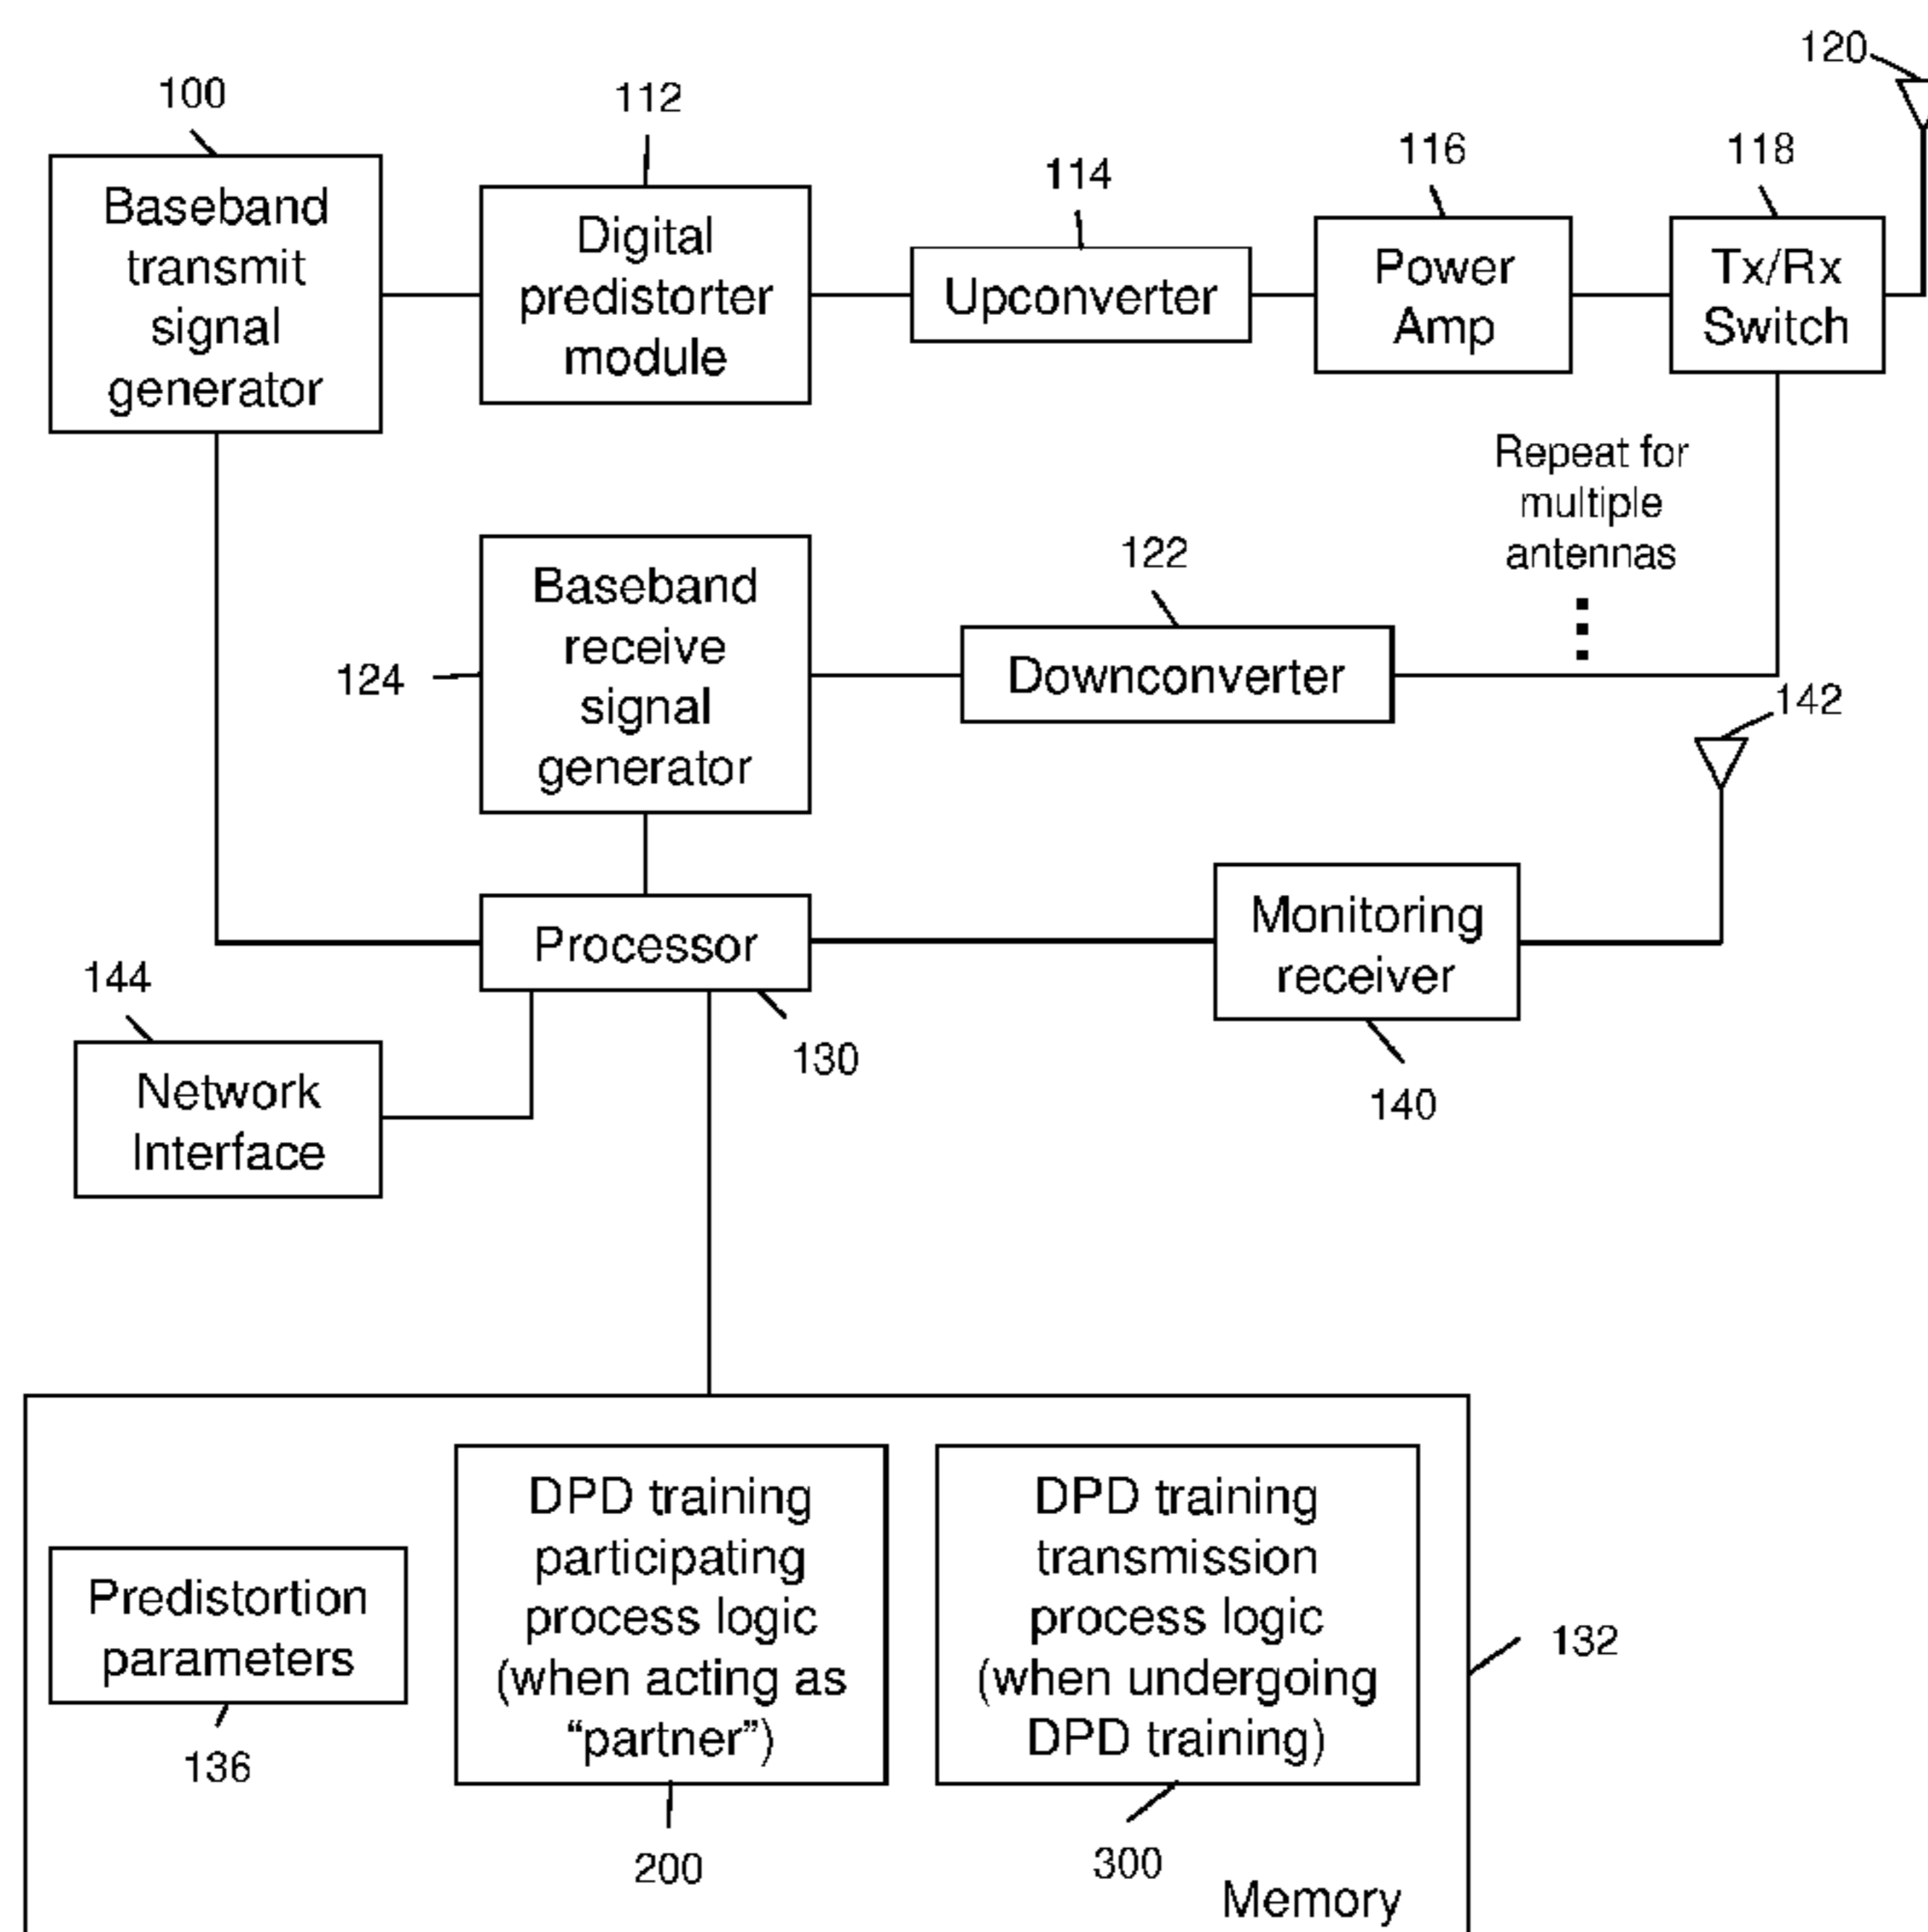 120
100
112
116
118
114
Baseband
transmit
signal
generator
Digital
predistorter
module
Upconverter
Power
Amp
Tx/Rx
Switch
Repeat for
multiple
antennas
122
124
Baseband
receive
signal
generator
Downconverter
142
Processor
Monitoring
receiver
144
130
140
Network
Interface
DPD training
participating
process logic
(when acting as
“partner”)
DPD training
transmission
process logic
(when undergoing
DPD training)
Predistortion
parameters
132
136
200
300
Memory